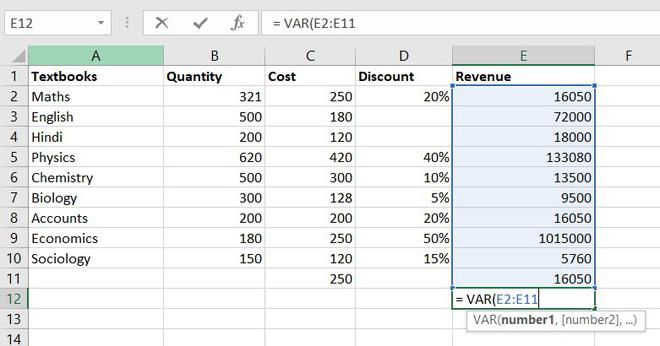 E12 fx = VAR(E2:E11
A B C D E F
1 Textbooks Quantity Cost Discount Revenue
2 Maths 321 250 20% 16050
3 English 500 180 72000
4 Hindi 200 120 18000
5 Physics 620 420 40% 133080
6 Chemistry 500 300 10% 13500
7 Biology 300 128 5% 9500
8 Accounts 200 200 20% 16050
9 Economics 180 250 50% 1015000
10 Sociology 150 120 15% 5760
11 250 16050
12 = VAR(E2:E11
13 VAR(number1, [number2], ...)
14